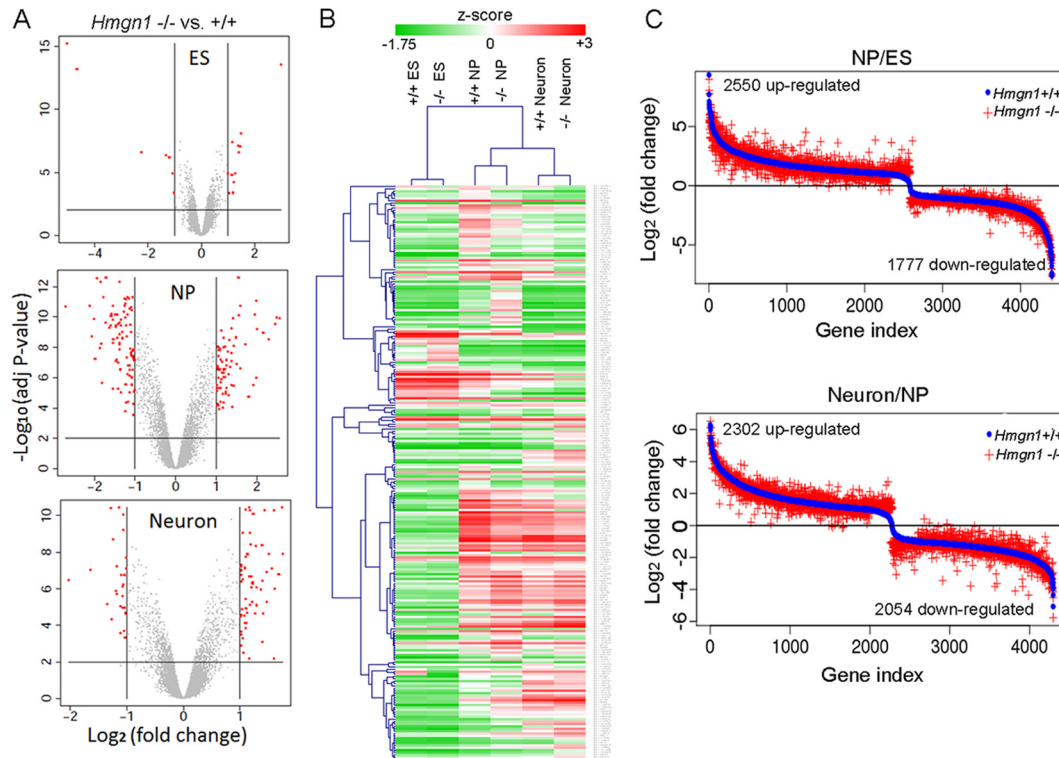 A
Hmgn1 -/- vs. +/+
ES
15
10
5
0
-4
-2
0
2
NP
12
10
8
6
4
2
0
-2
-1
0
1
2
Neuron
10
8
6
4
2
0
-2
-1
0
1
-Log10(adj P-value)
Log2 (fold change)
B
z-score
-1.75
0
+3
+/+ ES
-/- ES
+/+ NP
-/- NP
+/+ Neuron
-/- Neuron
C
NP/ES
2550 up-regulated
Hmgn1+/+
Hmgn1 -/-
5
0
-5
Log2 (fold change)
1777 down-regulated
0
1000
2000
3000
4000
Gene index
Neuron/NP
2302 up-regulated
Hmgn1+/+
Hmgn1 -/-
6
4
2
0
-2
-4
-6
Log2 (fold change)
2054 down-regulated
0
1000
2000
3000
4000
Gene index